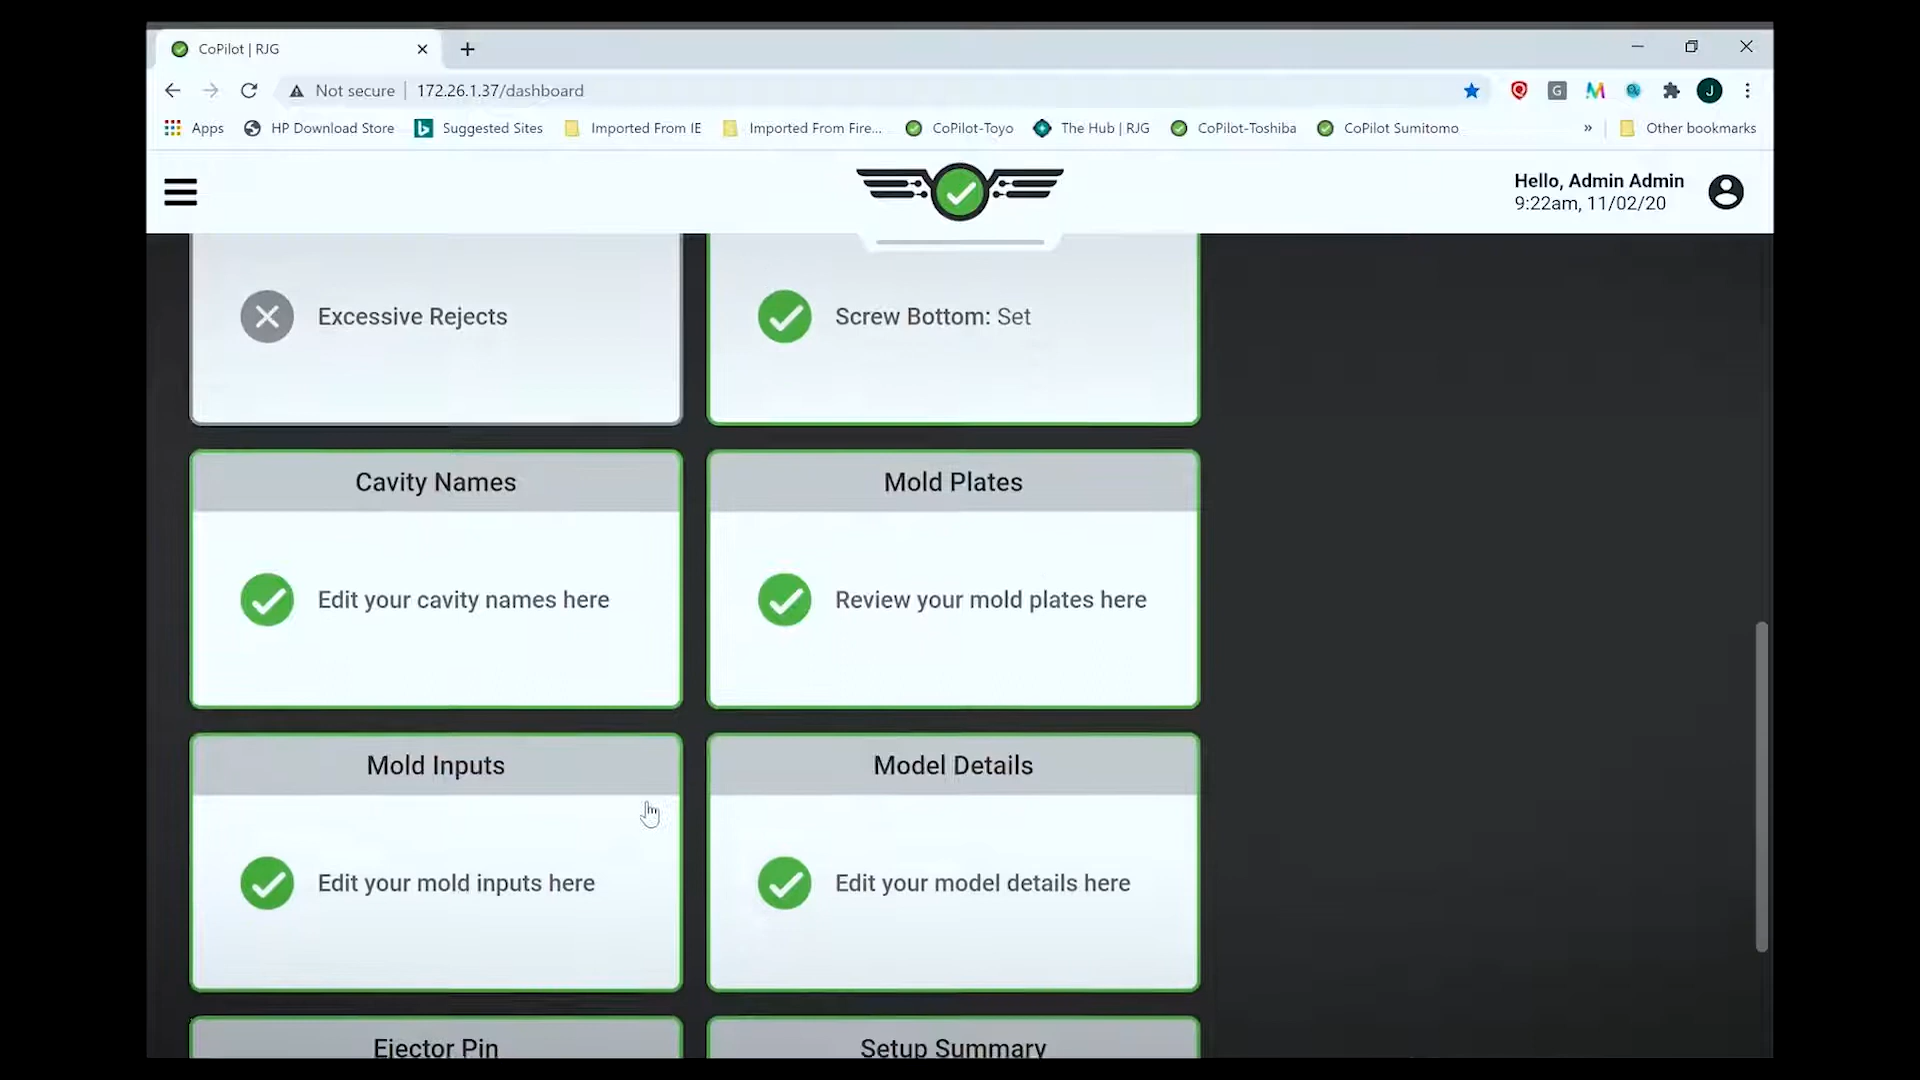 CoPilot | RJG
Not secure
172.26.1.37/dashboard
G
J
Apps
HP Download Store
Suggested Sites
Imported From IE
Imported From Fire...
CoPilot-Toyo
The Hub | RJG
CoPilot-Toshiba
CoPilot Sumitomo
»
Other bookmarks
Hello, Admin Admin
9:22am, 11/02/20
Excessive Rejects
Screw Bottom: Set
Cavity Names
Mold Plates
Edit your cavity names here
Review your mold plates here
Mold Inputs
Model Details
Edit your mold inputs here
Edit your model details here
Ejector Pin
Setup Summary